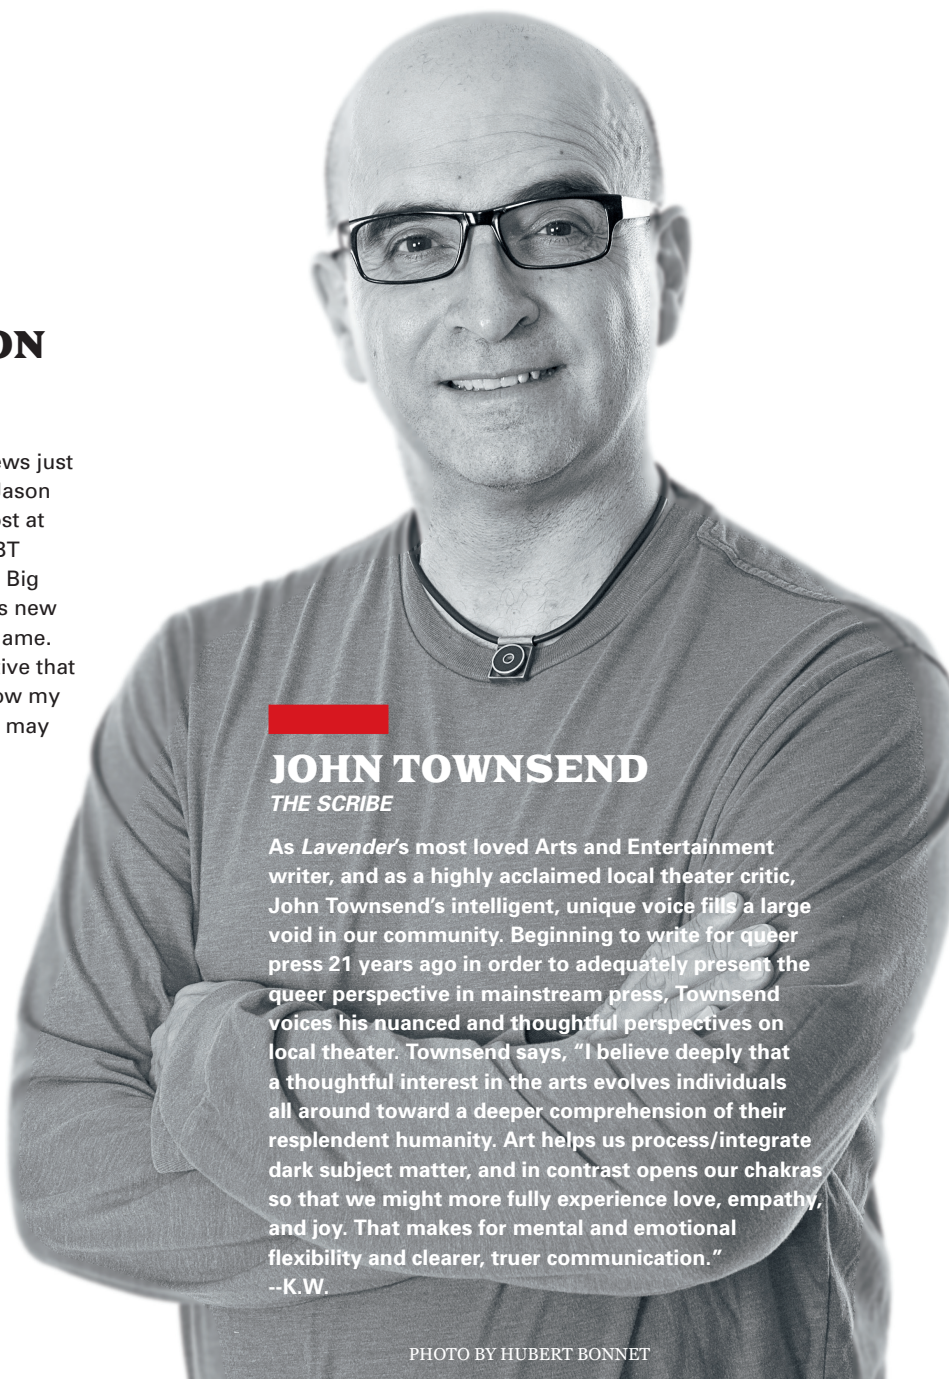 ON
ews just
Jason
ost at
BT
Big
s new
ame.
ive that
ow my
may
JOHN TOWNSEND
THE SCRIBE
As Lavender's most loved Arts and Entertainment
writer, and as a highly acclaimed local theater critic,
John Townsend's intelligent, unique voice fills a large
void in our community. Beginning to write for queer
press 21 years ago in order to adequately present the
queer perspective in mainstream press, Townsend
voices his nuanced and thoughtful perspectives on
local theater. Townsend says, “I believe deeply that
a thoughtful interest in the arts evolves individuals
all around toward a deeper comprehension of their
resplendent humanity. Art helps us process/integrate
dark subject matter, and in contrast opens our chakras
so that we might more fully experience love, empathy,
and joy. That makes for mental and emotional
flexibility and clearer, truer communication.”
--K.W.
PHOTO BY HUBERT BONNET